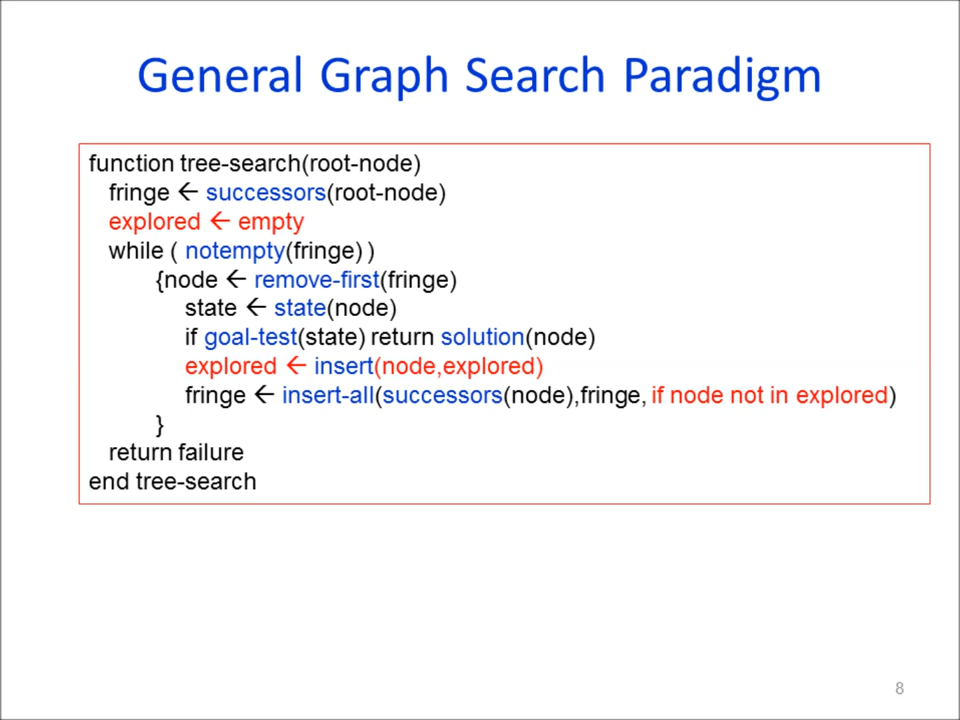 General Graph Search Paradigm
function tree-search(root-node)
fringe ← successors(root-node)
explored ← empty
while ( notempty(fringe) )
{node ← remove-first(fringe)
state ← state(node)
if goal-test(state) return solution(node)
explored ← insert(node,explored)
fringe ← insert-all(successors(node),fringe, if node not in explored)
}
return failure
end tree-search
8